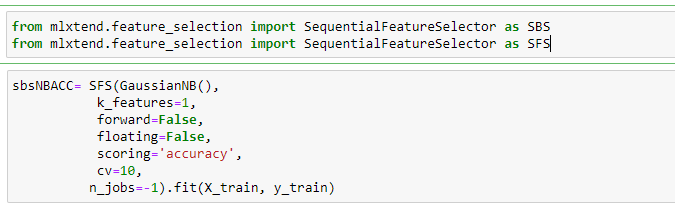 from mlxtend.feature_selection import SequentialFeatureSelector as SBS
from mlxtend.feature_selection import SequentialFeatureSelector as SFS
sbsNBACC= SFS(GaussianNB(),
k_features=1,
forward=False,
floating=False,
scoring='accuracy',
cv=10,
n_jobs=-1).fit(X_train, y_train)